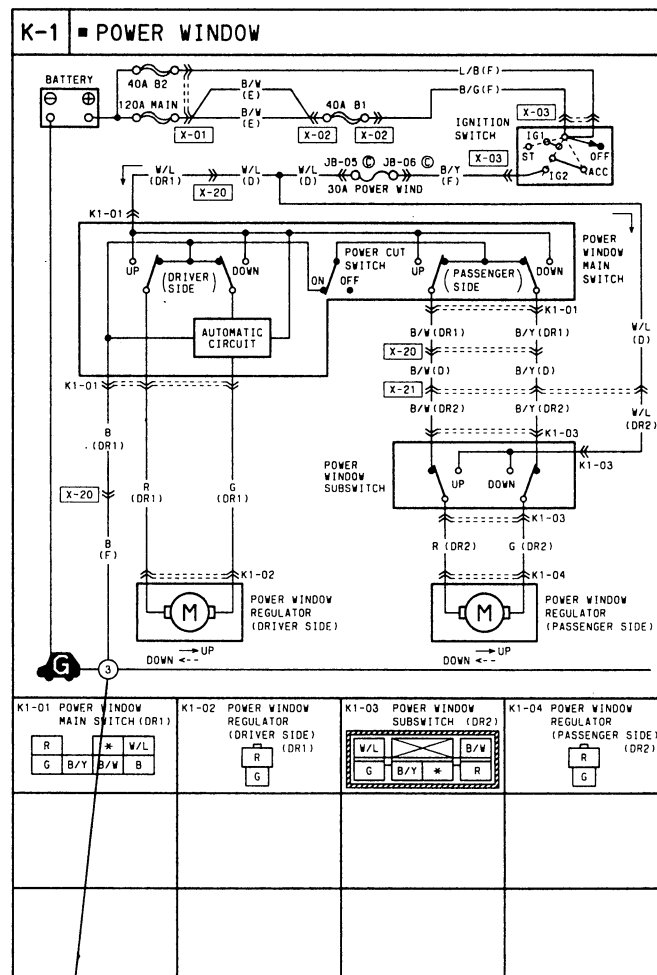 K-1 ▪ POWER WINDOW
BATTERY
40A B2
120A MAIN
B/W
(E)
B/W
(E)
40A B1
L/B(F)
B/G(F)
X-01
X-02
X-02
X-03
IGNITION
SWITCH
IG1
ST
OFF
IG2
ACC
W/L
(DR1)
X-20
W/L
(D)
W/L
(D)
JB-05 Ⓒ JB-06 Ⓒ
30A POWER WIND
B/Y
(F)
X-03
K1-01
UP
(DRIVER
SIDE)
DOWN
POWER CUT
SWITCH
ON
OFF
UP
(PASSENGER
SIDE)
DOWN
POWER
WINDOW
MAIN
SWITCH
AUTOMATIC
CIRCUIT
K1-01
K1-01
B/W(DR1)
B/Y(DR1)
X-20
B/W(D)
B/Y(D)
X-21
B/W(DR2)
B/Y(DR2)
W/L
(D)
W/L
(DR2)
K1-03
K1-03
B
(DR1)
X-20
B
(F)
R
(DR1)
G
(DR1)
POWER
WINDOW
SUBSWITCH
UP
DOWN
K1-03
R (DR2)
G (DR2)
K1-02
K1-04
M
POWER WINDOW
REGULATOR
(DRIVER SIDE)
M
POWER WINDOW
REGULATOR
(PASSENGER SIDE)
→ UP
DOWN <--
→ UP
DOWN <--
G
3
K1-01 POWER WINDOW
MAIN SWITCH(DR1)
R * W/L
G B/Y B/W B
K1-02 POWER WINDOW
REGULATOR
(DRIVER SIDE)
(DR1)
R
G
K1-03 POWER WINDOW
SUBSWITCH (DR2)
W/L B/W
G B/Y * R
K1-04 POWER WINDOW
REGULATOR
(PASSENGER SIDE)
(DR2)
R
G